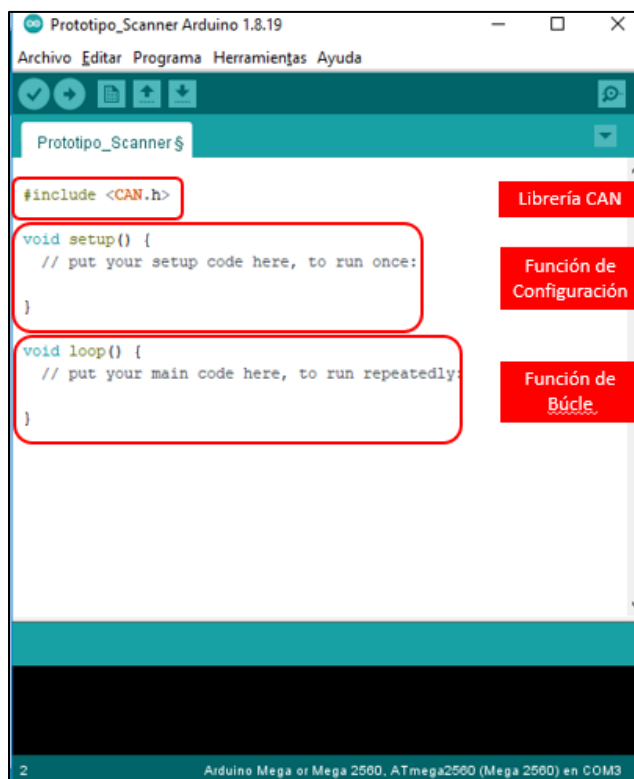 Prototipo_Scanner Arduino 1.8.19
Archivo Editar Programa Herramientas Ayuda
Prototipo_Scanner §
#include <CAN.h>
Librería CAN
void setup() {
// put your setup code here, to run once:
}
Función de
Configuración
void loop() {
// put your main code here, to run repeatedly:
}
Función de
Búcle
2
Arduino Mega or Mega 2560, ATmega2560 (Mega 2560) en COM3